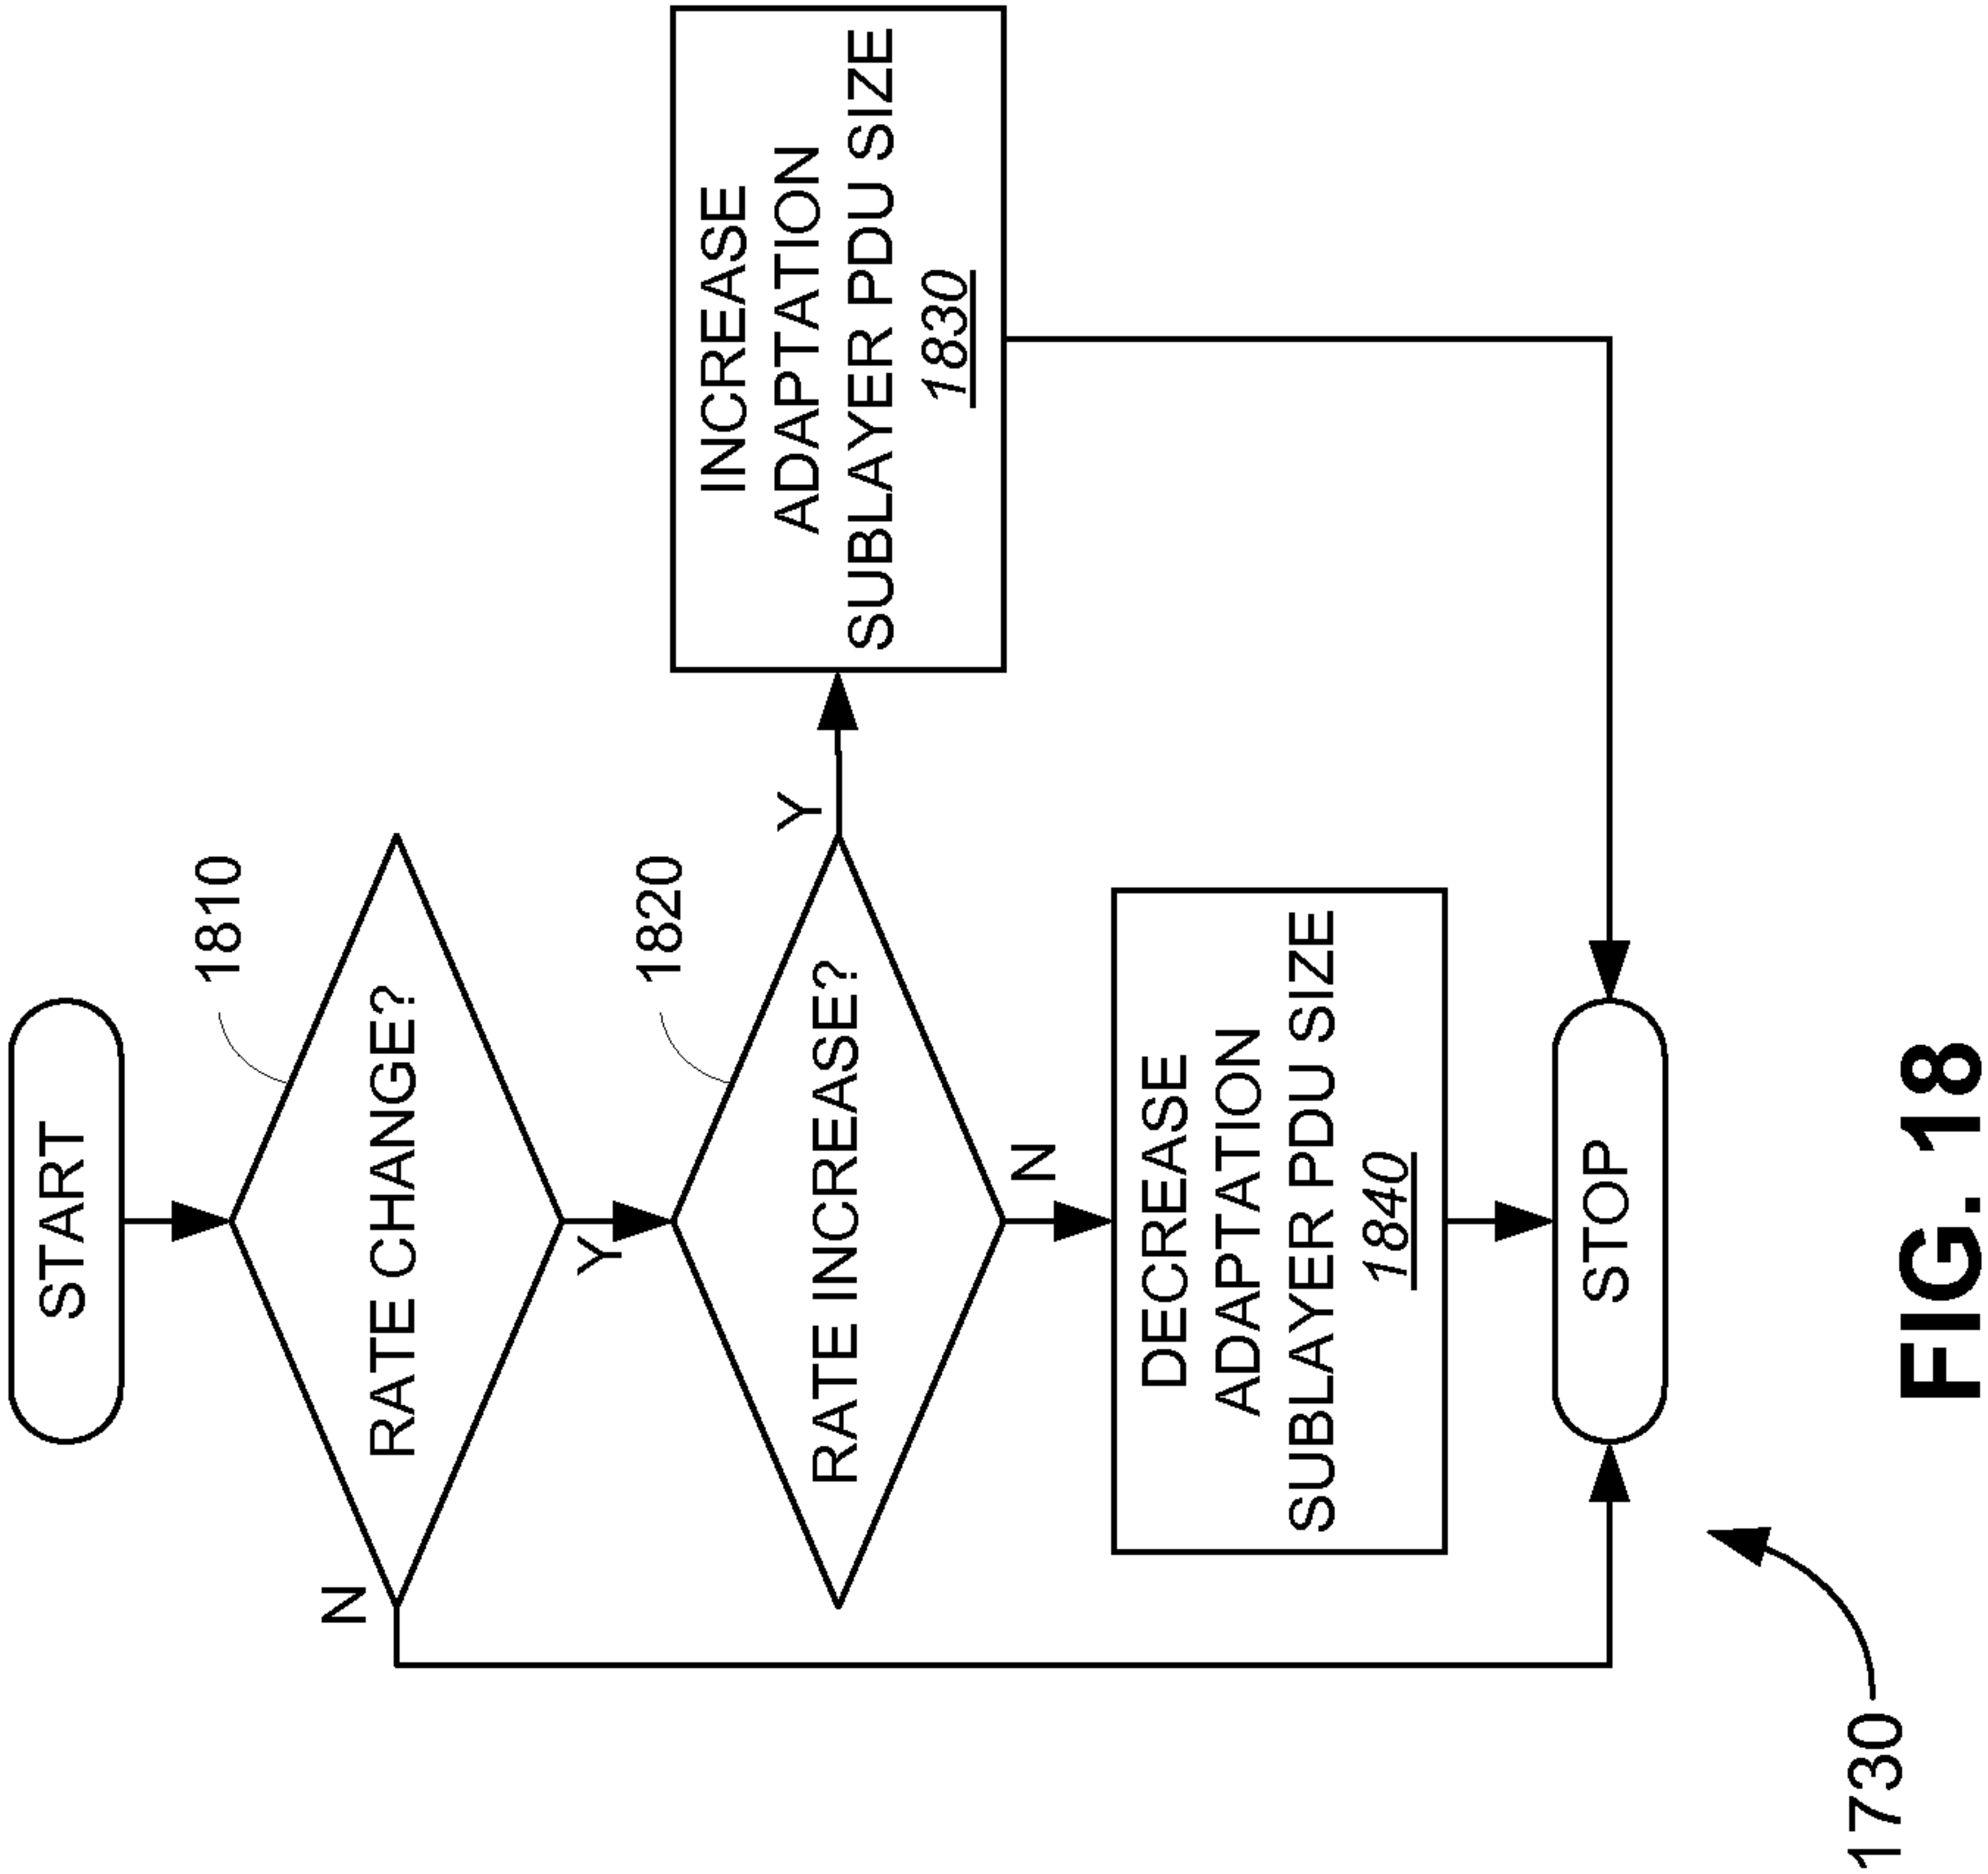 START
1810
RATE CHANGE?
N
Y
1820
RATE INCREASE?
Y
INCREASE
ADAPTATION
SUBLAYER PDU SIZE
1830
N
DECREASE
ADAPTATION
SUBLAYER PDU SIZE
1840
STOP
1730
FIG. 18